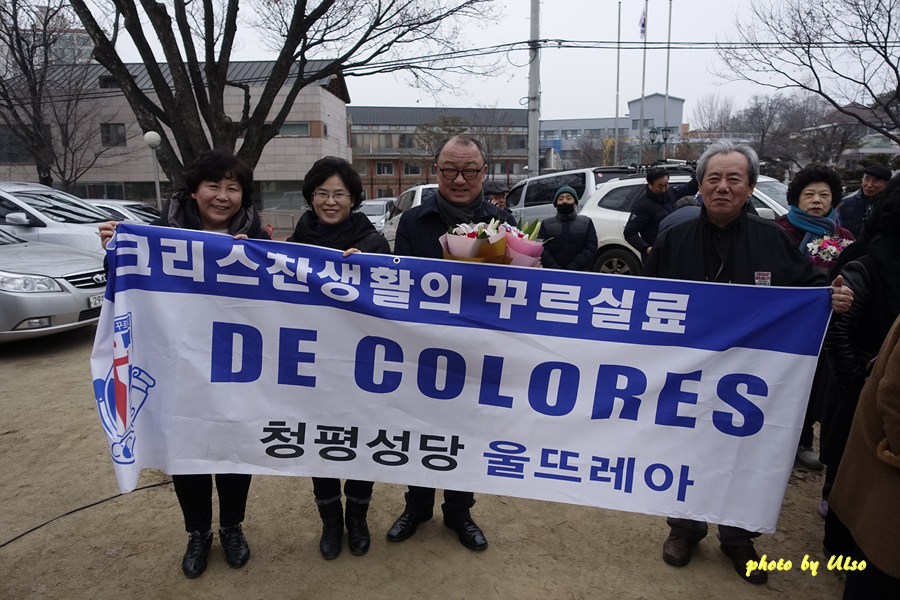 크리스챤생활의 꾸르실료
DE COLORES
청평성당 울뜨레아
photo by Ulso